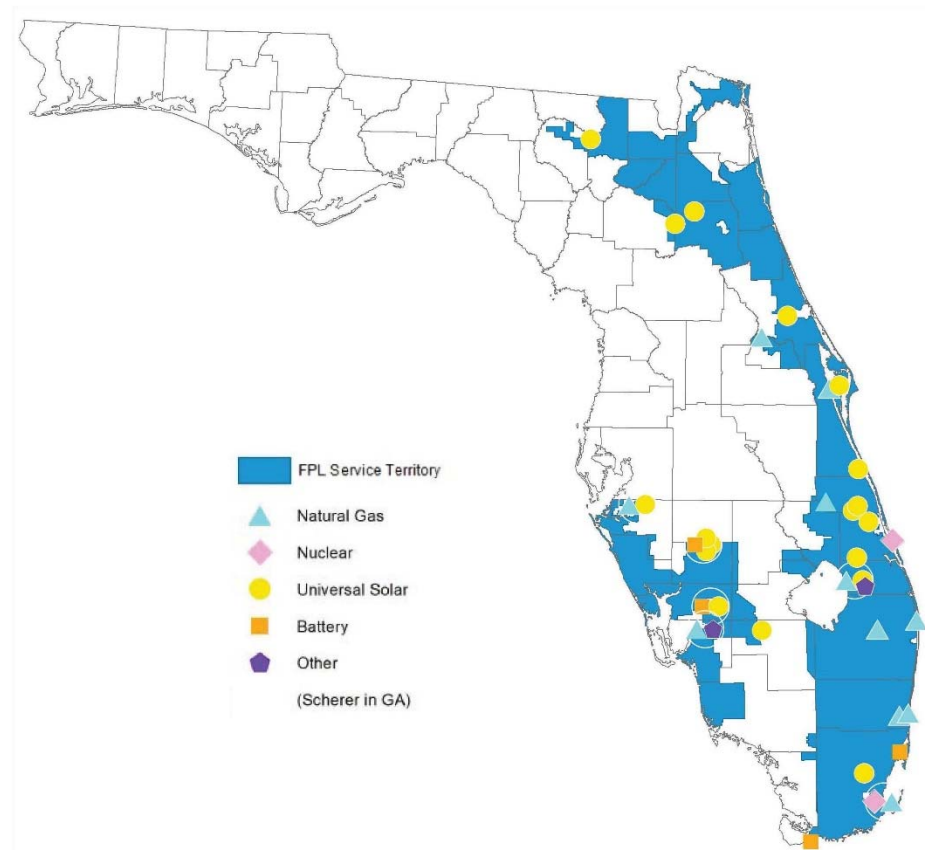 FPL Service Territory
Natural Gas
Nuclear
Universal Solar
Battery
Other
(Scherer in GA)